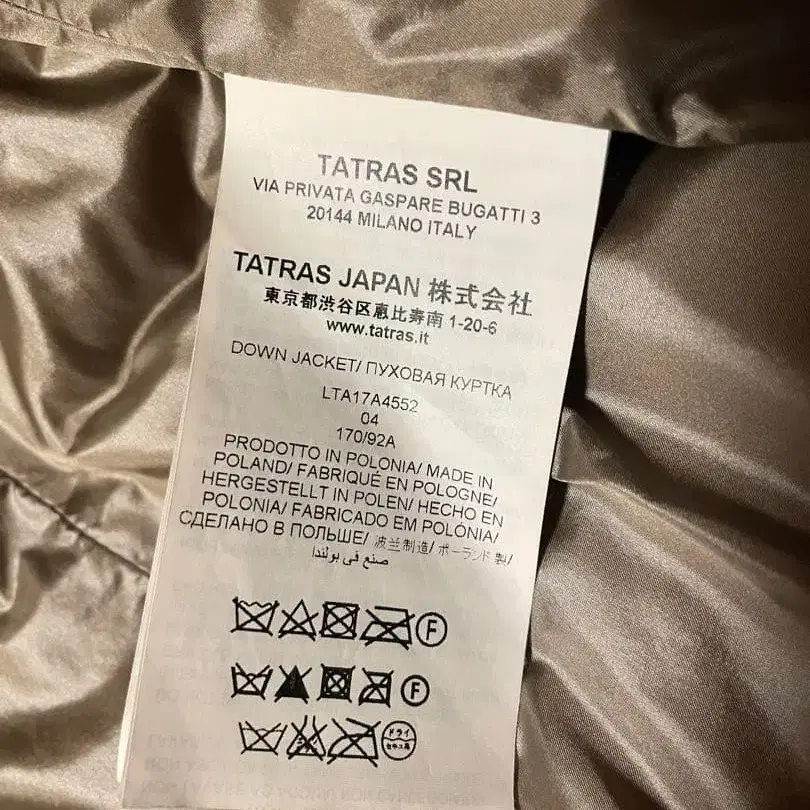 TATRAS SRL
VIA PRIVATA GASPARE BUGATTI 3
20144 MILANO ITALY
TATRAS JAPAN 株式会社
東京都渋谷区恵比寿南 1-20-6
www.tatras.it
DOWN JACKET/ ПУХОВАЯ КУРТКА
LTA17A4552
04
170/92A
PRODOTTO IN POLONIA/ MADE IN
POLAND/ FABRIQUÉ EN POLOGNE/
HERGESTELLT IN POLEN/ HECHO EN
POLONIA/ FABRICADO EM POLÓNIA/
СДЕЛАНО В ПОЛЬШЕ/ 波兰制造/ ポーランド 製/
صنع في بولندا
F
F
ドライ
セキユ系